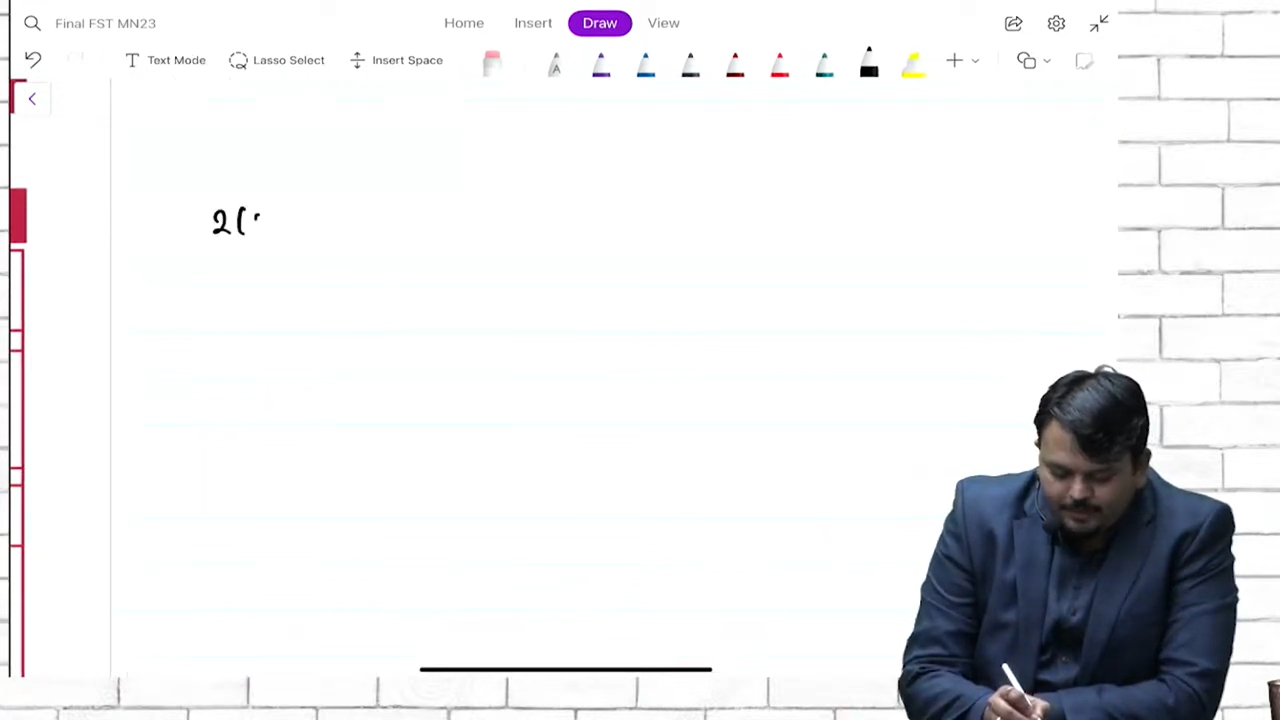 Final FST MN23
Home Insert Draw View
Text Mode Lasso Select Insert Space
A
2(